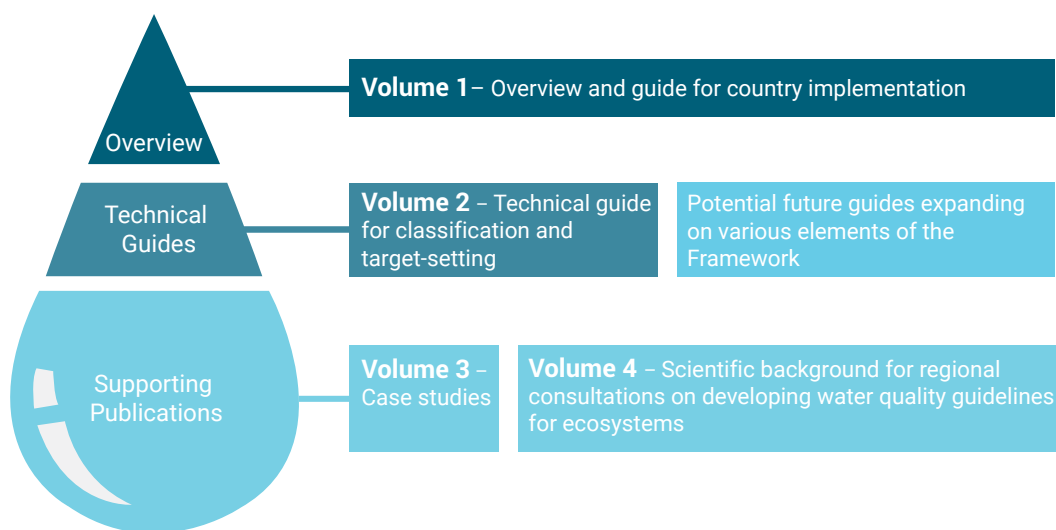 Overview
Volume 1– Overview and guide for country implementation
Technical
Guides
Volume 2 – Technical guide
for classification and
target-setting
Potential future guides expanding
on various elements of the
Framework
Supporting
Publications
Volume 3 –
Case studies
Volume 4 – Scientific background for regional
consultations on developing water quality guidelines
for ecosystems